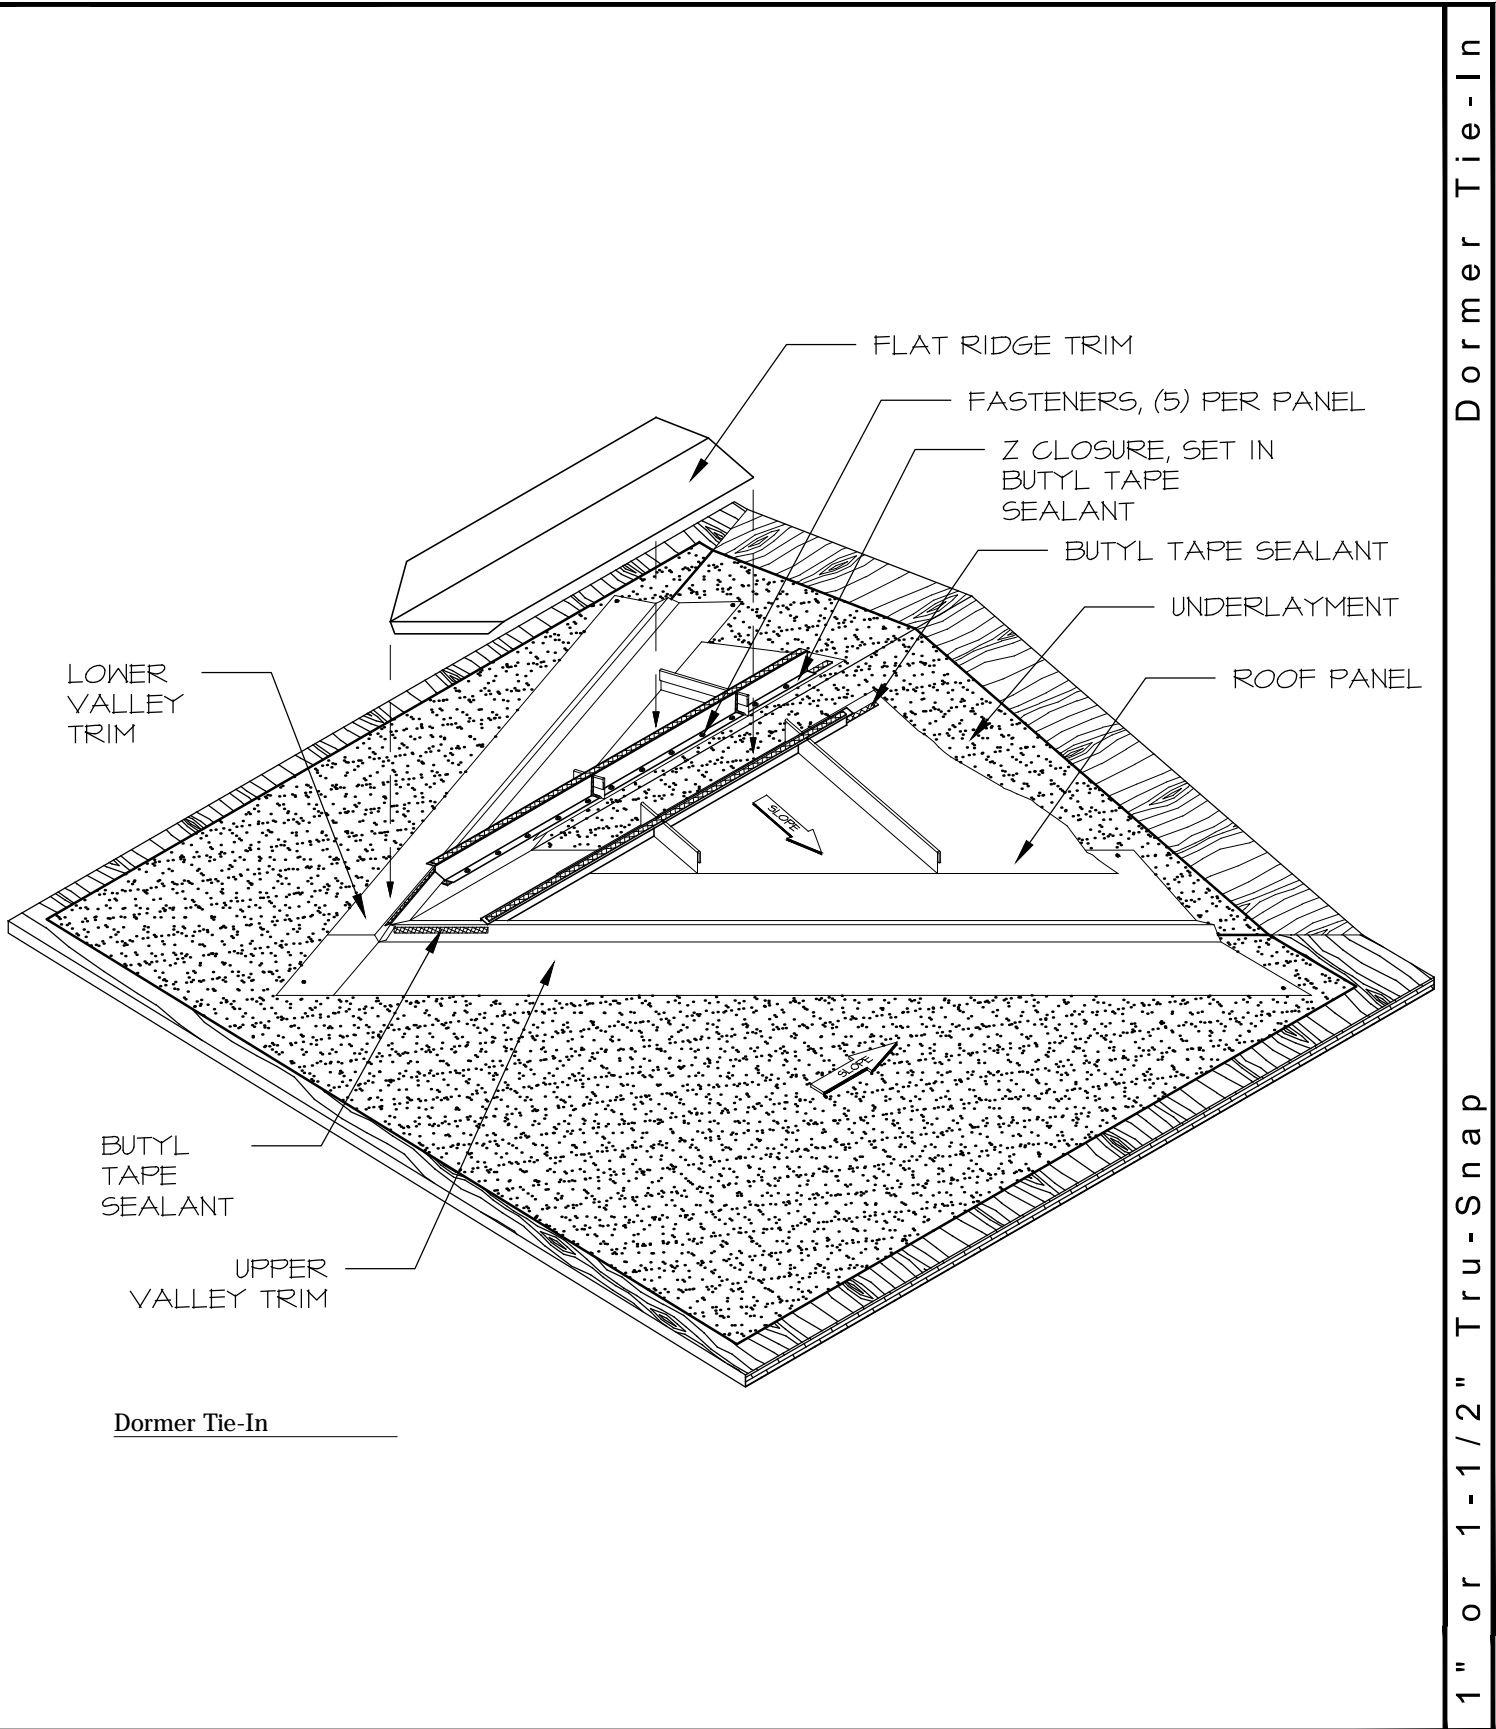 FLAT RIDGE TRIM
FASTENERS, (5) PER PANEL
Z CLOSURE, SET IN
BUTYL TAPE
SEALANT
BUTYL TAPE SEALANT
UNDERLAYMENT
ROOF PANEL
LOWER
VALLEY
TRIM
SLOPE
SLOPE
BUTYL
TAPE
SEALANT
UPPER
VALLEY TRIM
Dormer Tie-In
1" or 1-1/2" Tru-Snap Dormer Tie-In